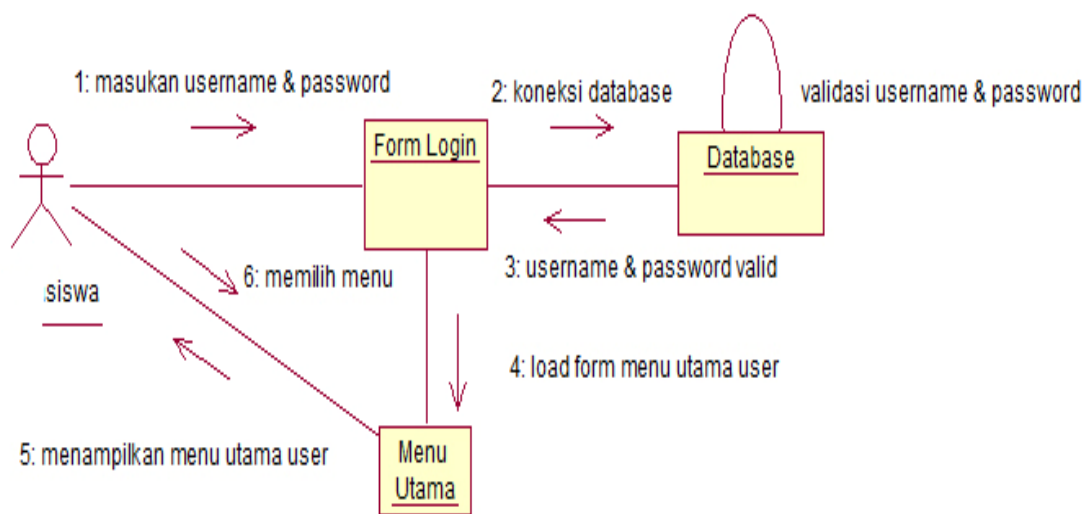 1: masukan username & password
2: koneksi database
validasi username & password
Form Login
Database
3: username & password valid
6: memilih menu
siswa
4: load form menu utama user
5: menampilkan menu utama user
Menu
Utama